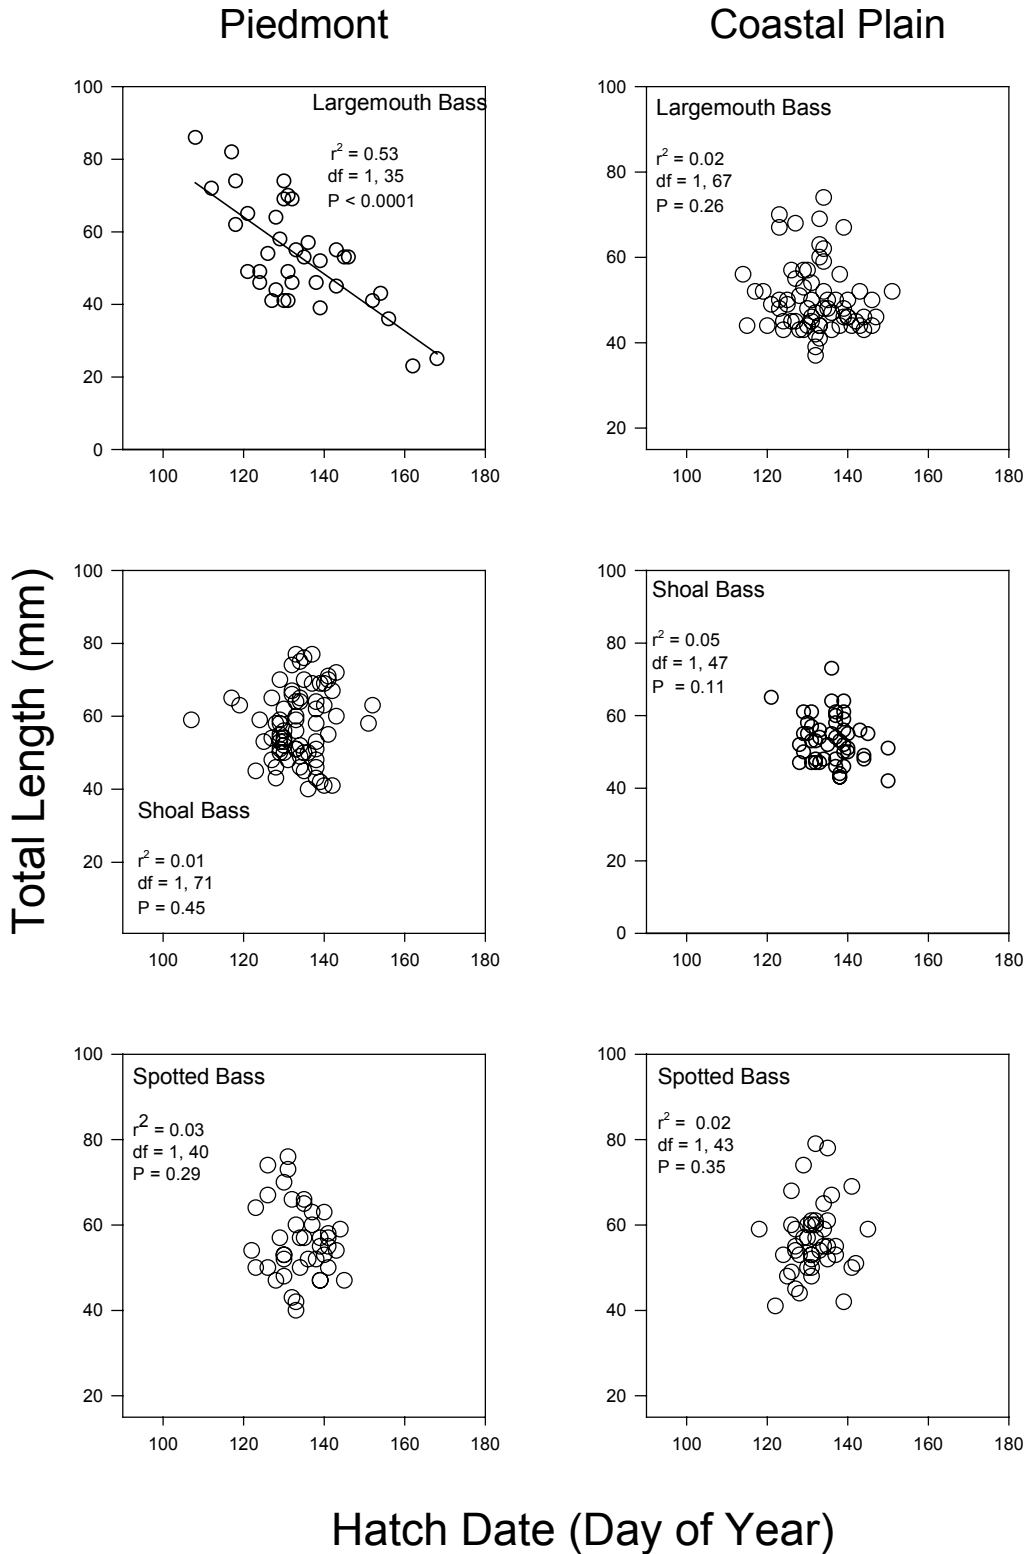 Piedmont
Coastal Plain
100
80
60
40
20
0
Largemouth Bass
r² = 0.53
df = 1, 35
P < 0.0001
100
120
140
160
180
100
80
60
40
20
Largemouth Bass
r² = 0.02
df = 1, 67
P = 0.26
100
120
140
160
180
Total Length (mm)
100
80
60
40
20
Shoal Bass
r² = 0.01
df = 1, 71
P = 0.45
100
120
140
160
180
100
80
60
40
20
0
Shoal Bass
r² = 0.05
df = 1, 47
P = 0.11
100
120
140
160
180
100
80
60
40
20
Spotted Bass
r² = 0.03
df = 1, 40
P = 0.29
100
120
140
160
180
100
80
60
40
20
Spotted Bass
r² = 0.02
df = 1, 43
P = 0.35
100
120
140
160
180
Hatch Date (Day of Year)